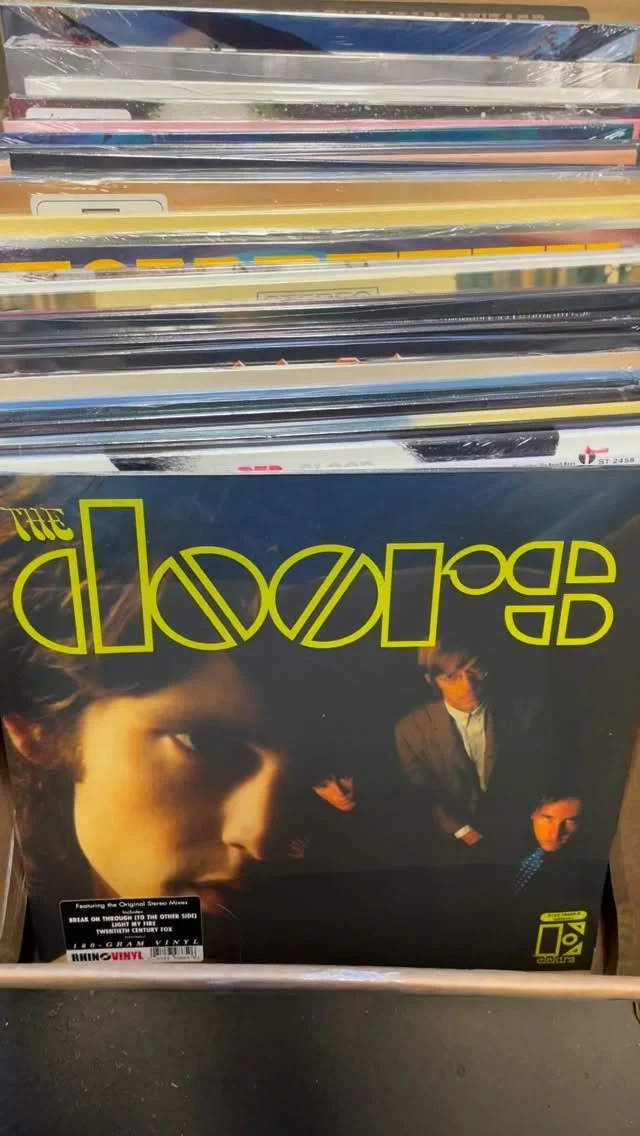 ST 2458
THE
doors
Featuring the Original Stereo Mixes
Includes
BREAK ON THROUGH (TO THE OTHER SIDE)
LIGHT MY FIRE
TWENTIETH CENTURY FOX
180-GRAM VINYL
RHINO VINYL
elektra